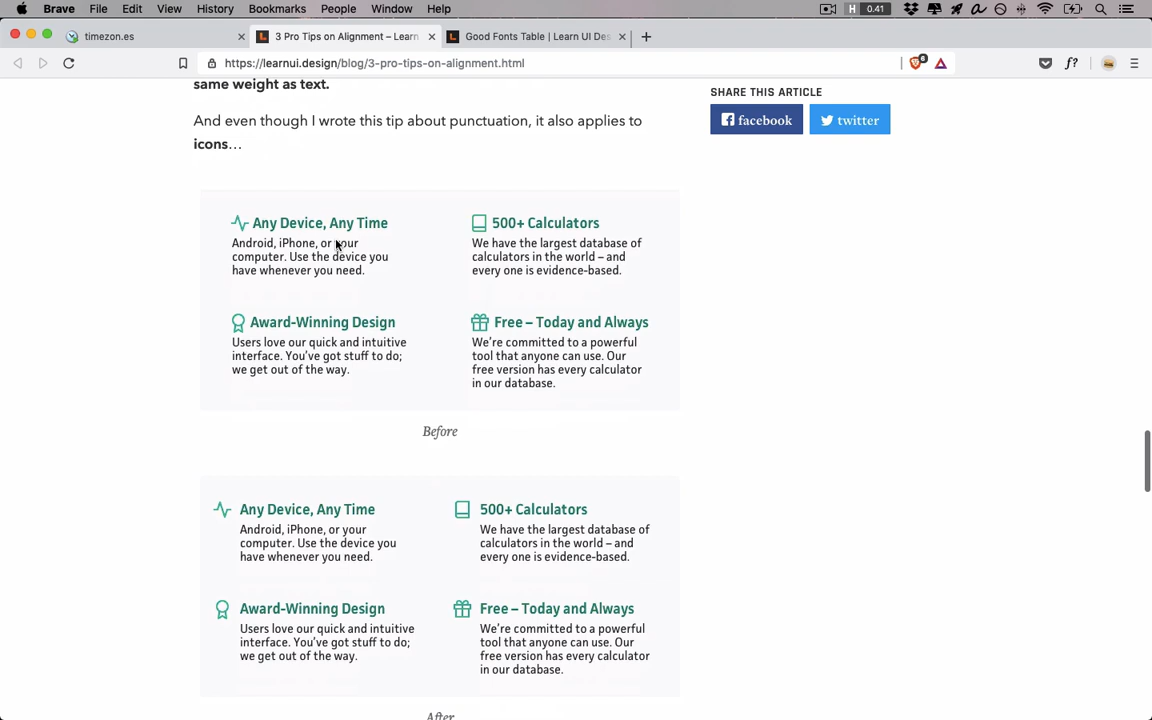 Brave File Edit View History Bookmarks People Window Help H 0.41
timezon.es
3 Pro Tips on Alignment – Learn
Good Fonts Table | Learn UI Des
https://learnui.design/blog/3-pro-tips-on-alignment.html
6
f?
same weight as text.
And even though I wrote this tip about punctuation, it also applies to
icons…
SHARE THIS ARTICLE
facebook
twitter
Any Device, Any Time
Android, iPhone, or your
computer. Use the device you
have whenever you need.
500+ Calculators
We have the largest database of
calculators in the world – and
every one is evidence-based.
Award-Winning Design
Users love our quick and intuitive
interface. You've got stuff to do;
we get out of the way.
Free – Today and Always
We're committed to a powerful
tool that anyone can use. Our
free version has every calculator
in our database.
Before
Any Device, Any Time
Android, iPhone, or your
computer. Use the device you
have whenever you need.
500+ Calculators
We have the largest database of
calculators in the world – and
every one is evidence-based.
Award-Winning Design
Users love our quick and intuitive
interface. You've got stuff to do;
we get out of the way.
Free – Today and Always
We're committed to a powerful
tool that anyone can use. Our
free version has every calculator
in our database.
After